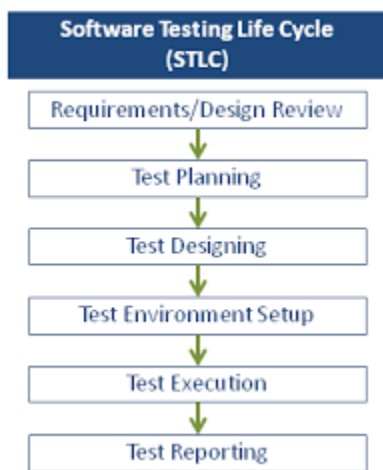 Software Testing Life Cycle
(STLC)
Requirements/Design Review
Test Planning
Test Designing
Test Environment Setup
Test Execution
Test Reporting